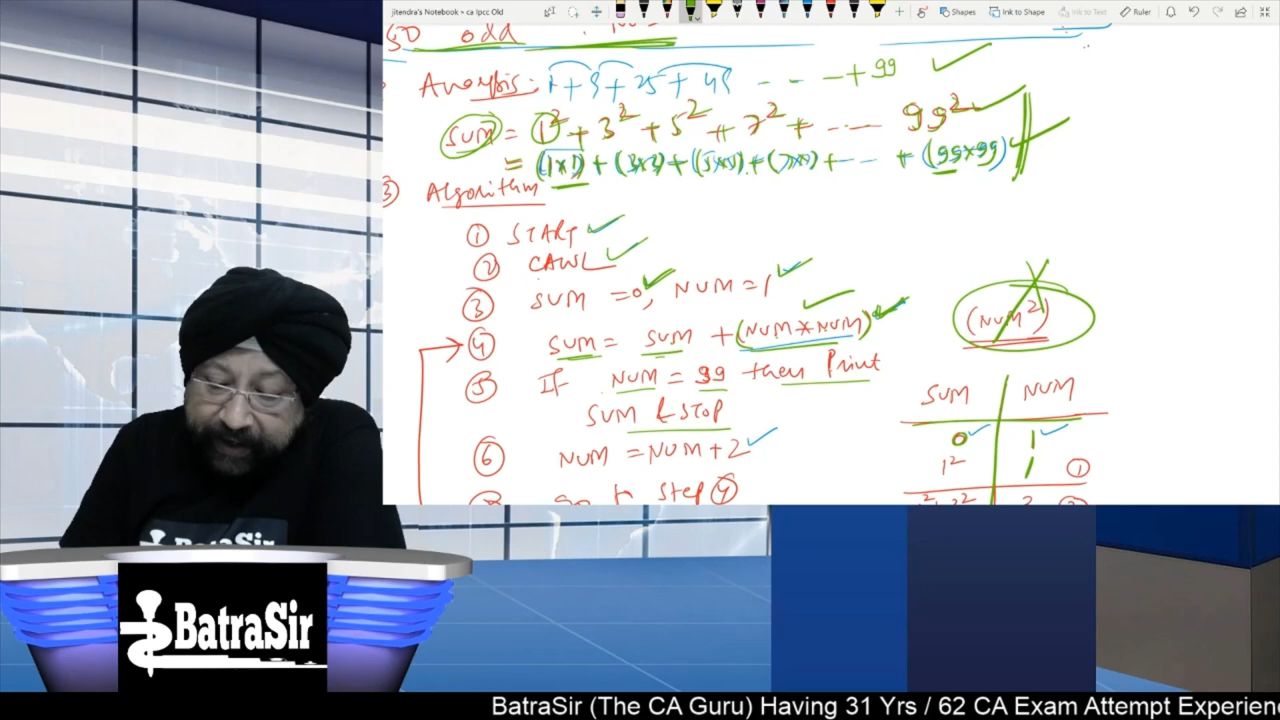 jitendra's Notebook > ca Ipcc Old
Shapes
Ink to Shape
Ink to Text
Ruler
50 odd
Analysis:
+ 99
SUM = 1² + 3² + 5² + 7² + ... 99²
= (1×1) + (3×3) + (5×5) + (7×7) + ... + (99×99)
③ Algorithm
① START
② CAWL
③ SUM = 0, NUM = 1
④ SUM = SUM + (NUM * NUM)
(NUM²)
⑤ If NUM = 99 then Print
SUM & STOP
⑥ NUM = NUM + 2
go to Step ④
SUM NUM
0 1
1² 1 ①
BatraSir
BatraSir
BatraSir (The CA Guru) Having 31 Yrs / 62 CA Exam Attempt Experien